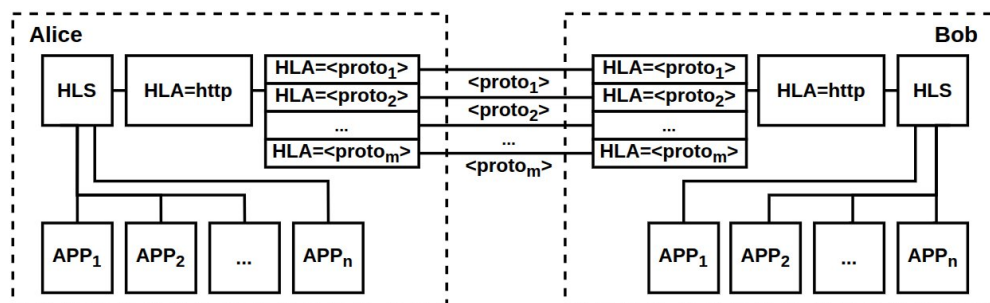 Alice
Bob
HLS
HLA=http
HLA=<proto₁>
HLA=<proto₂>
...
HLA=<protoₘ>
<proto₁>
<proto₂>
...
<protoₘ>
HLA=<proto₁>
HLA=<proto₂>
...
HLA=<protoₘ>
HLA=http
HLS
APP₁
APP₂
...
APPₙ
APP₁
APP₂
...
APPₙ